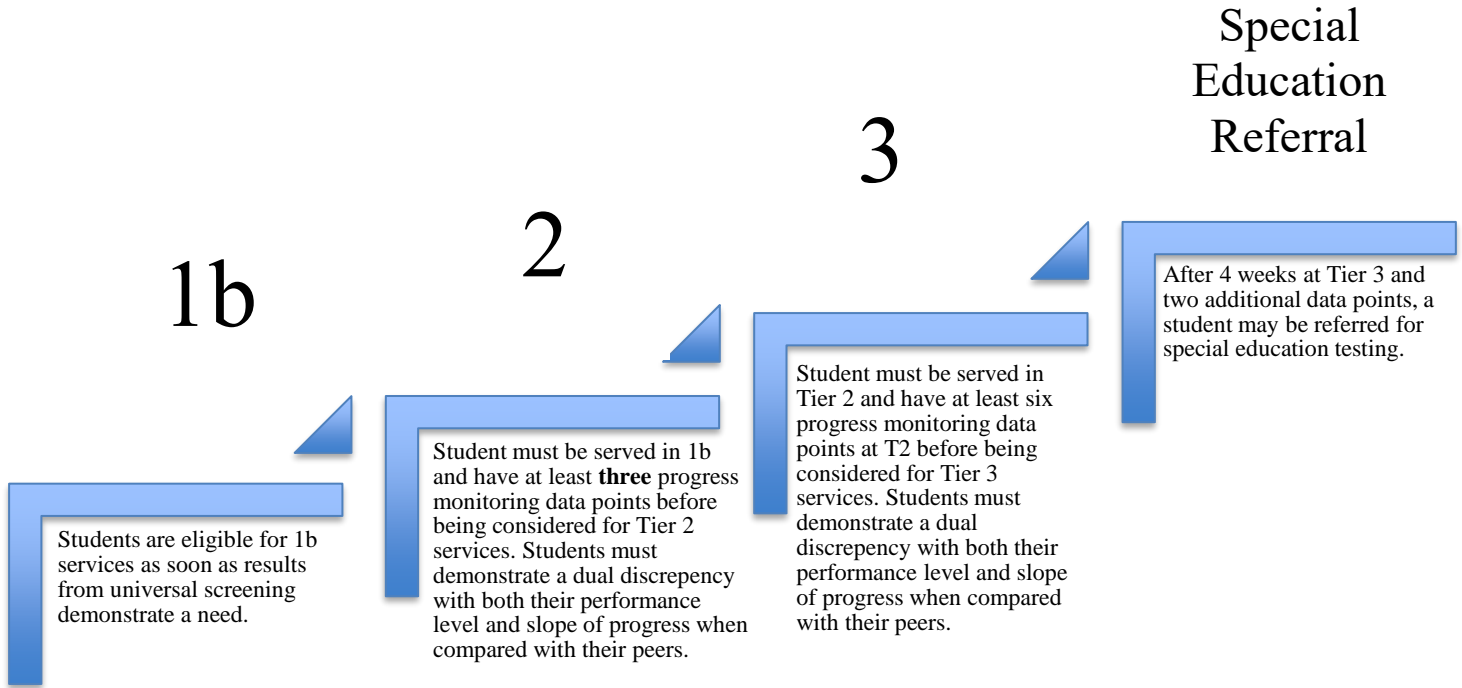 1b
Students are eligible for 1b
services as soon as results
from universal screening
demonstrate a need.
2
Student must be served in 1b
and have at least three progress
monitoring data points before
being considered for Tier 2
services. Students must
demonstrate a dual discrepency
with both their performance
level and slope of progress when
compared with their peers.
3
Student must be served in
Tier 2 and have at least six
progress monitoring data
points at T2 before being
considered for Tier 3
services. Students must
demonstrate a dual
discrepency with both their
performance level and slope
of progress when compared
with their peers.
Special
Education
Referral
After 4 weeks at Tier 3 and
two additional data points, a
student may be referred for
special education testing.